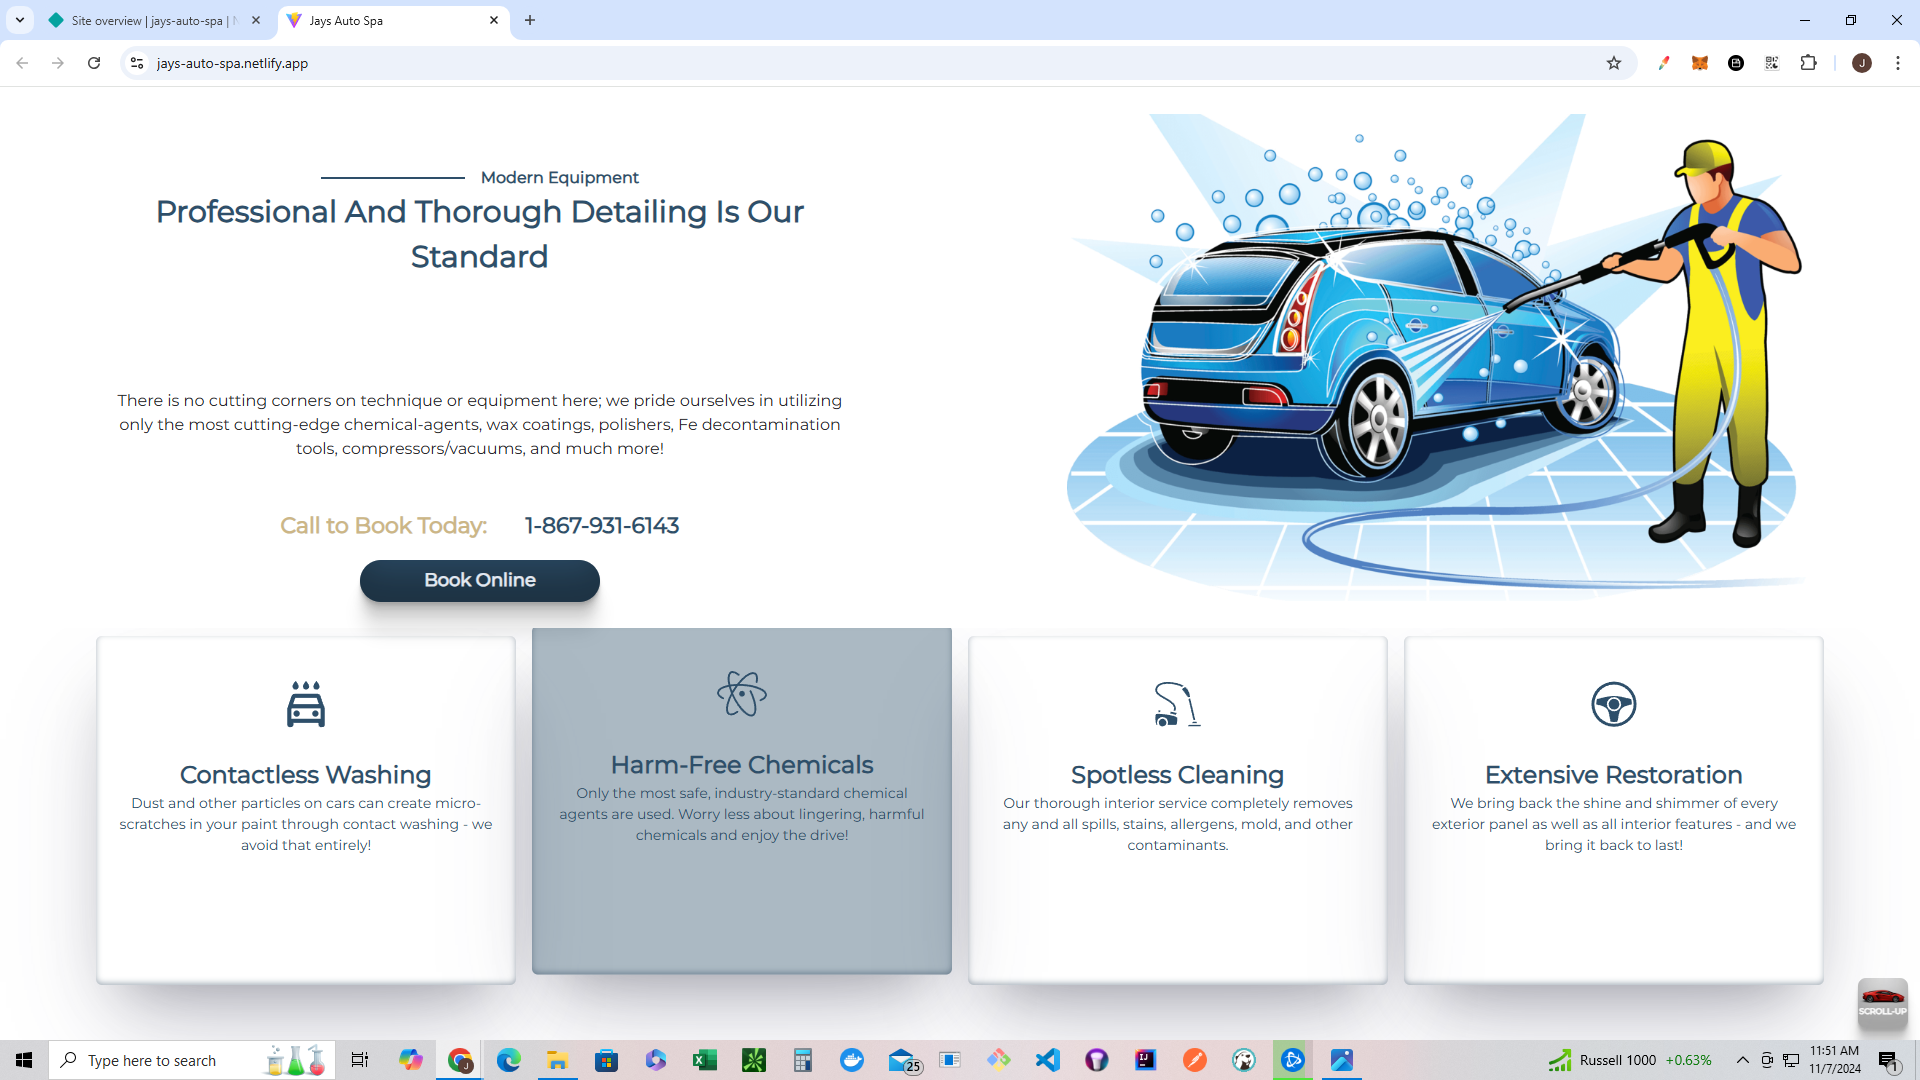 Site overview | jays-auto-spa |
Jays Auto Spa
jays-auto-spa.netlify.app
J
Modern Equipment
Professional And Thorough Detailing Is Our
Standard
There is no cutting corners on technique or equipment here; we pride ourselves in utilizing
only the most cutting-edge chemical-agents, wax coatings, polishers, Fe decontamination
tools, compressors/vacuums, and much more!
Call to Book Today: 1-867-931-6143
Book Online
Contactless Washing
Dust and other particles on cars can create micro-
scratches in your paint through contact washing - we
avoid that entirely!
Harm-Free Chemicals
Only the most safe, industry-standard chemical
agents are used. Worry less about lingering, harmful
chemicals and enjoy the drive!
Spotless Cleaning
Our thorough interior service completely removes
any and all spills, stains, allergens, mold, and other
contaminants.
Extensive Restoration
We bring back the shine and shimmer of every
exterior panel as well as all interior features - and we
bring it back to last!
SCROLL-UP
Type here to search
25
Russell 1000 +0.63%
11:51 AM
11/7/2024
1